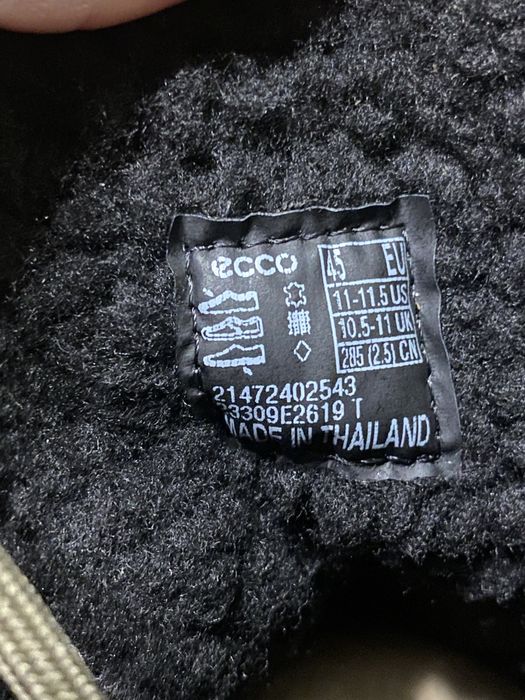 ecco
45 EU
11-11.5 US
10.5-11 UK
285 (2.5) CN
21472402543
63309E2619 T
MADE IN THAILAND